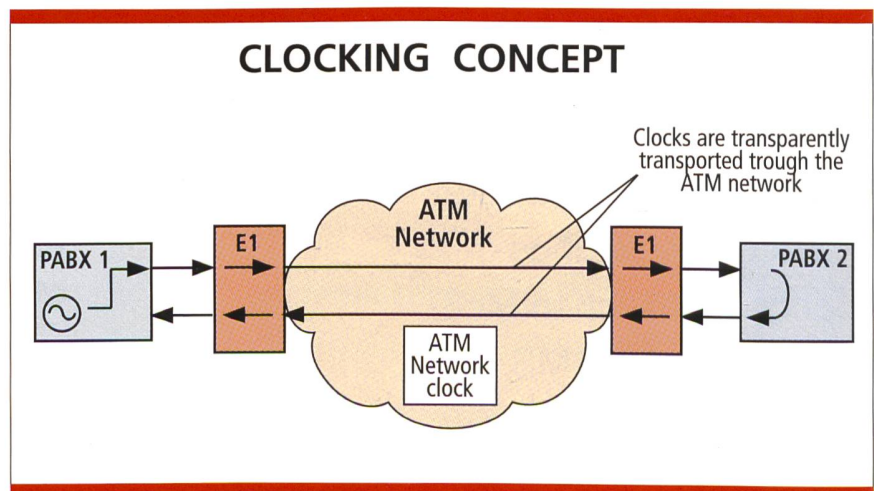 CLOCKING CONCEPT
Clocks are transparently
transported trough the
ATM network
ATM
Network
PABX 1
E1
E1
PABX 2
ATM
Network
clock